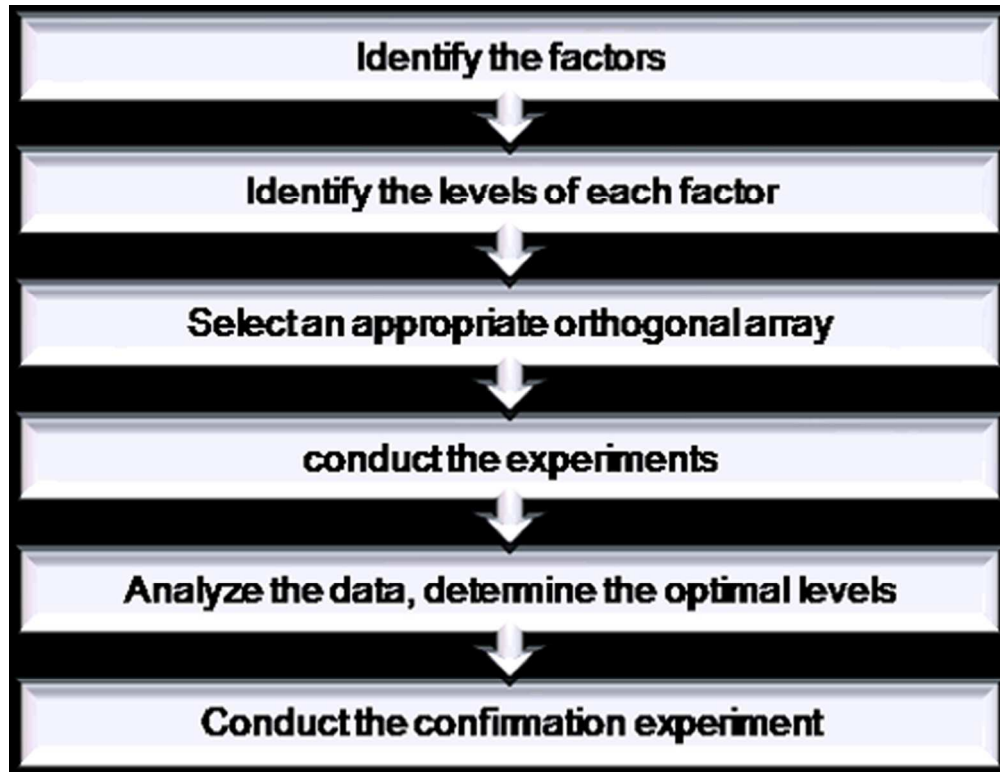 Identify the factors
Identify the levels of each factor
Select an appropriate orthogonal array
conduct the experiments
Analyze the data, determine the optimal levels
Conduct the confirmation experiment